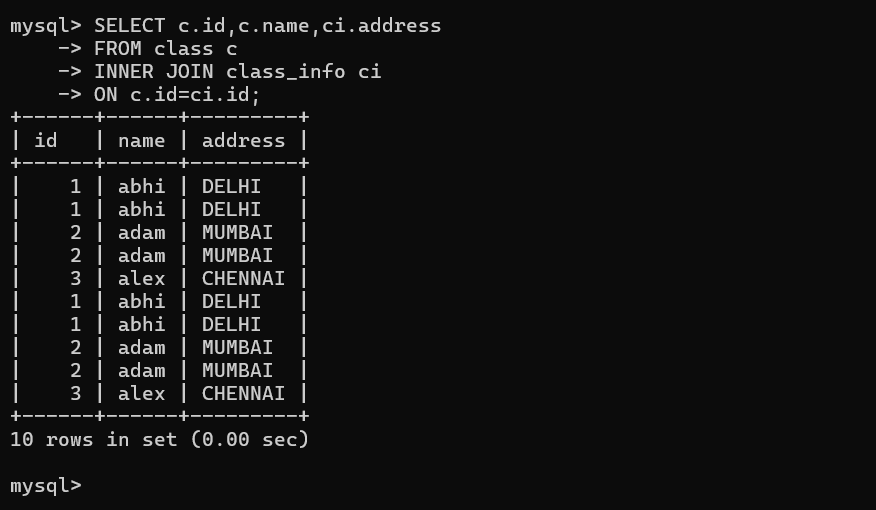 mysql> SELECT c.id,c.name,ci.address
    -> FROM class c
    -> INNER JOIN class_info ci
    -> ON c.id=ci.id;
+------+------+---------+
| id   | name | address |
+------+------+---------+
|    1 | abhi | DELHI   |
|    1 | abhi | DELHI   |
|    2 | adam | MUMBAI  |
|    2 | adam | MUMBAI  |
|    3 | alex | CHENNAI |
|    1 | abhi | DELHI   |
|    1 | abhi | DELHI   |
|    2 | adam | MUMBAI  |
|    2 | adam | MUMBAI  |
|    3 | alex | CHENNAI |
+------+------+---------+
10 rows in set (0.00 sec)

mysql>